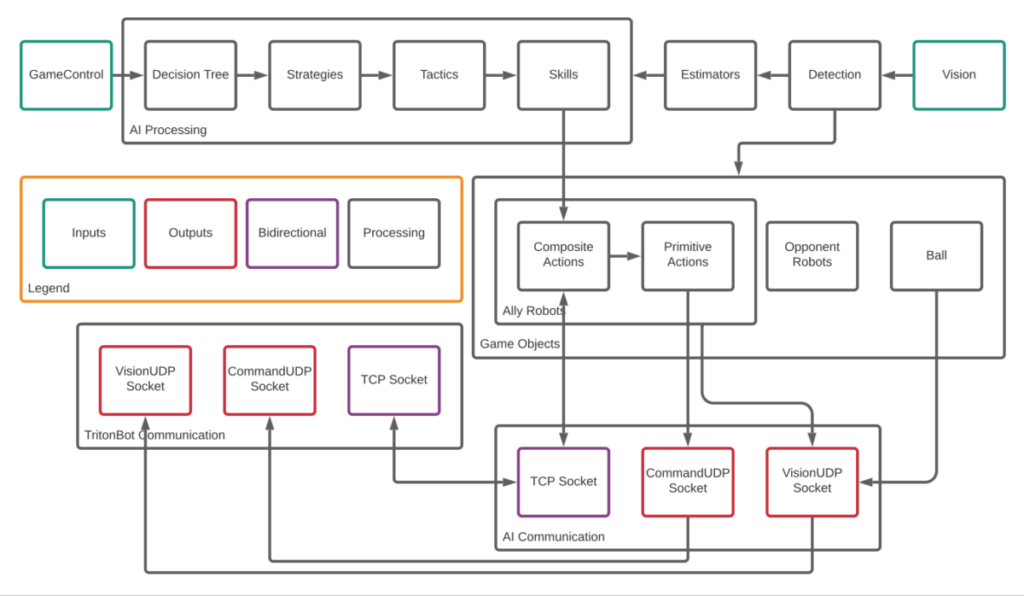 GameControl
Decision Tree
Strategies
Tactics
Skills
Estimators
Detection
Vision
AI Processing
Inputs
Outputs
Bidirectional
Processing
Legend
Composite
Actions
Primitive
Actions
Opponent
Robots
Ball
Ally Robots
Game Objects
VisionUDP
Socket
CommandUDP
Socket
TCP Socket
TritonBot Communication
TCP Socket
CommandUDP
Socket
VisionUDP
Socket
AI Communication